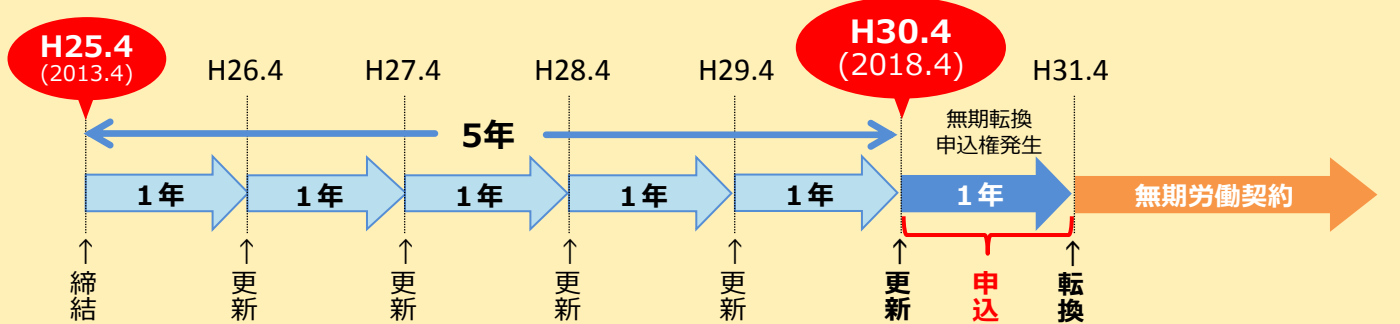 H25.4
(2013.4)
H26.4
H27.4
H28.4
H29.4
H30.4
(2018.4)
H31.4
5年
無期転換
申込権発生
1年
1年
1年
1年
1年
1年
無期労働契約
↑
締結
↑
更新
↑
更新
↑
更新
↑
更新
↑
更新
申込
↑
転換